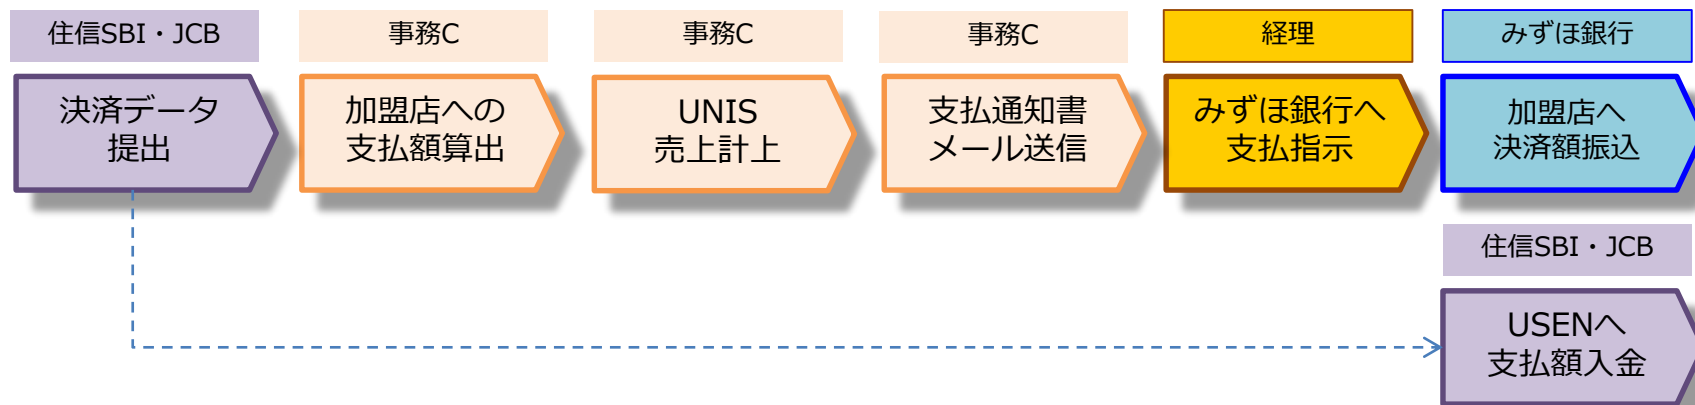 住信SBI・JCB
事務C
事務C
事務C
経理
みずほ銀行
決済データ
提出
加盟店への
支払額算出
UNIS
売上計上
支払通知書
メール送信
みずほ銀行へ
支払指示
加盟店へ
決済額振込
住信SBI・JCB
USENへ
支払額入金